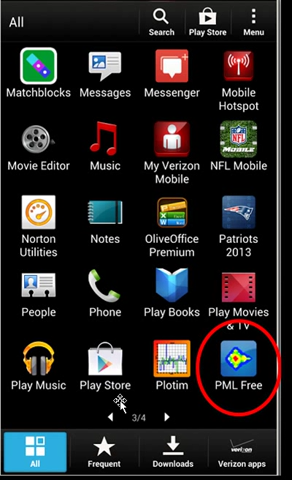 All
Search
Play Store
Menu
Matchblocks
Messages
Messenger
Mobile
Hotspot
Movie Editor
Music
My Verizon
Mobile
NFL Mobile
Norton
Utilities
Notes
OliveOffice
Premium
Patriots
2013
People
Phone
Play Books
Play Movies
& TV
Play Music
Play Store
Plotim
PML Free
3/4
All
Frequent
Downloads
verizon
Verizon apps